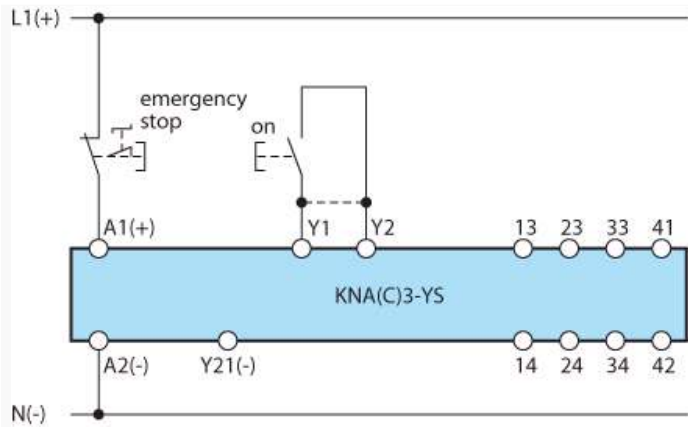 L1(+)
emergency
stop
on
A1(+)
Y1
Y2
13
23
33
41
KNA(C)3-YS
A2(-)
Y21(-)
14
24
34
42
N(-)